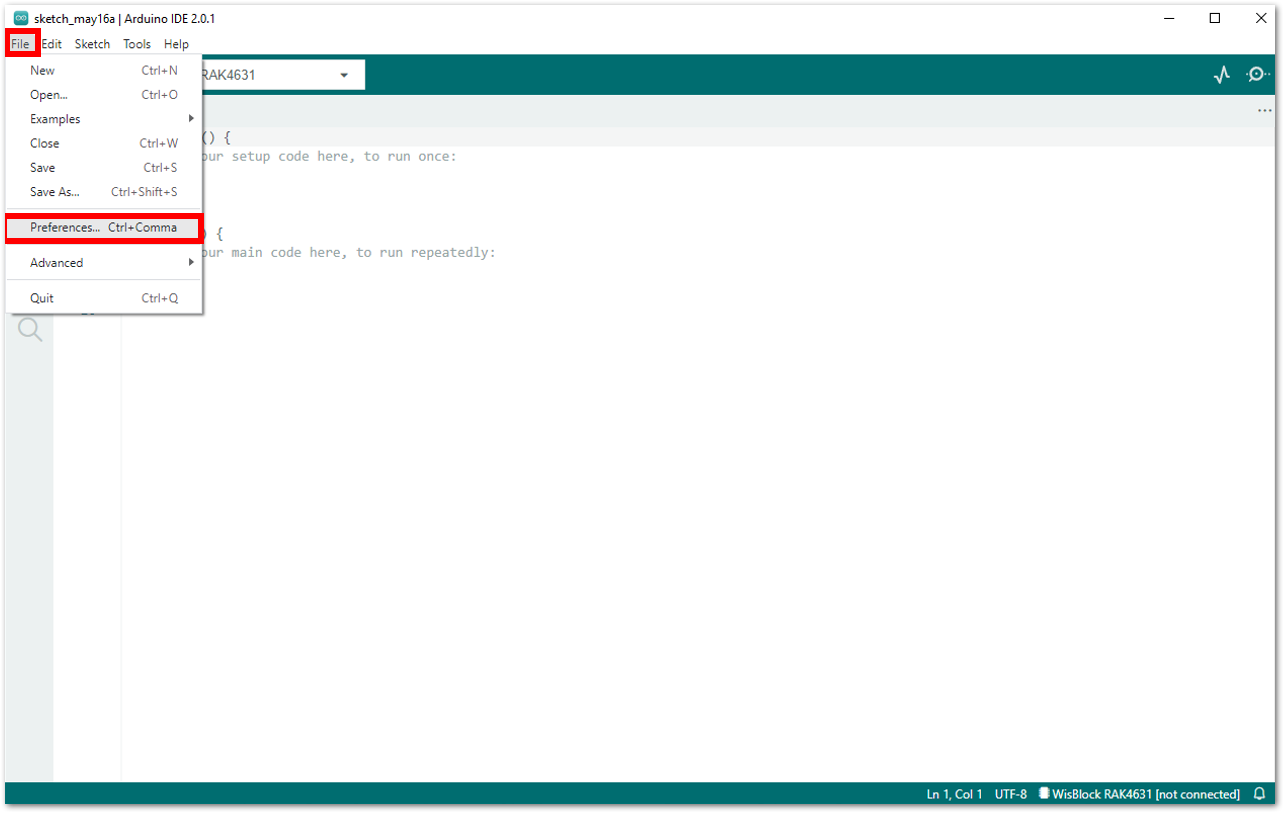 sketch_may16a | Arduino IDE 2.0.1
File Edit Sketch Tools Help
New Ctrl+N
Open... Ctrl+O
Examples
Close Ctrl+W
Save Ctrl+S
Save As... Ctrl+Shift+S
Preferences... Ctrl+Comma
Advanced
Quit Ctrl+Q
RAK4631
() {
our setup code here, to run once:
) {
our main code here, to run repeatedly:
Ln 1, Col 1 UTF-8 WisBlock RAK4631 [not connected]